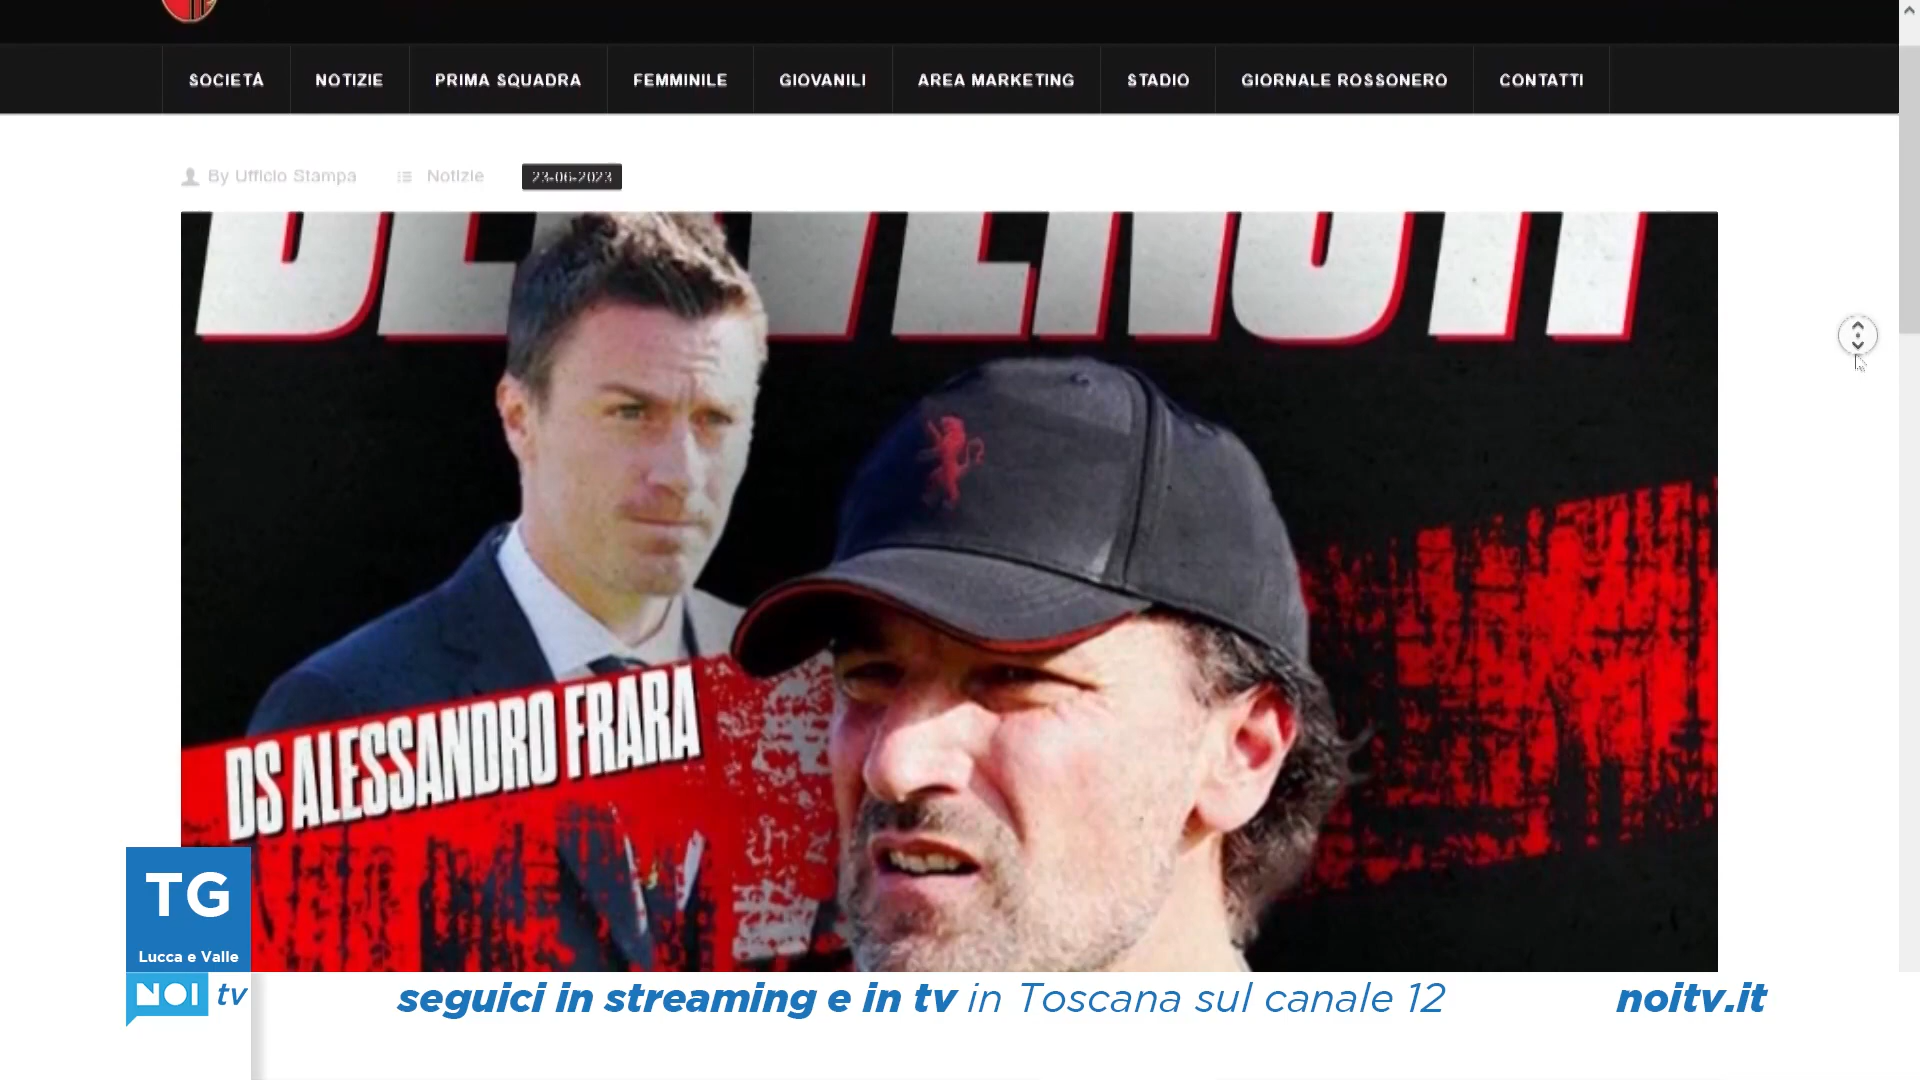 SOCIETÀ NOTIZIE PRIMA SQUADRA FEMMINILE GIOVANILI AREA MARKETING STADIO GIORNALE ROSSONERO CONTATTI
By Ufficio Stampa Notizie 23-06-2023
BENVENUTI
DS ALESSANDRO FRARA
TG
Lucca e Valle
NOI tv
seguici in streaming e in tv in Toscana sul canale 12
noitv.it